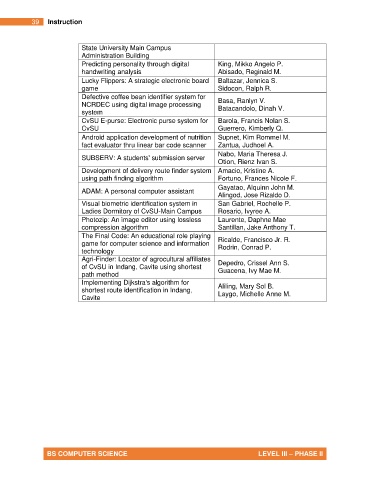 39 Instruction
State University Main Campus
Administration Building
Predicting personality through digital
handwriting analysis
King, Mikko Angelo P.
Abisado, Reginald M.
Lucky Flippers: A strategic electronic board
game
Baltazar, Jennica S.
Sidocon, Ralph R.
Defective coffee bean identifier system for
NCRDEC using digital image processing
system
Basa, Ranlyn V.
Batacandolo, Dinah V.
CvSU E-purse: Electronic purse system for
CvSU
Barola, Francis Nolan S.
Guerrero, Kimberly Q.
Android application development of nutrition
fact evaluator thru linear bar code scanner
Supnet, Kim Rommel M.
Zartua, Judhoel A.
SUBSERV: A students' submission server
Nabo, Maria Theresa J.
Otion, Rienz Ivan S.
Development of delivery route finder system
using path finding algorithm
Amacio, Kristine A.
Fortuno, Frances Nicole F.
ADAM: A personal computer assistant
Gayatao, Alquinn John M.
Alingod, Jose Rizaldo D.
Visual biometric identification system in
Ladies Dormitory of CvSU-Main Campus
San Gabriel, Rochelle P.
Rosario, Ivyree A.
Photozip: An image editor using lossless
compression algorithm
Laurente, Daphne Mae
Santillan, Jake Anthony T.
The Final Code: An educational role playing
game for computer science and information
technology
Ricalde, Francisco Jr. R.
Rodrin, Conrad P.
Agri-Finder: Locator of agrocultural affiliates
of CvSU in Indang, Cavite using shortest
path method
Depedro, Crissel Ann S.
Guacena, Ivy Mae M.
Implementing Dijkstra's algorithm for
shortest route identification in Indang,
Cavite
Aliling, Mary Sol B.
Laygo, Michelle Anne M.
BS COMPUTER SCIENCE LEVEL III – PHASE II